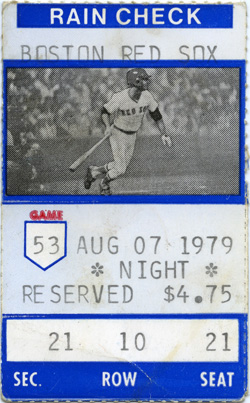 RAIN CHECK
BOSTON RED SOX
RED SOX
GAME
53 AUG 07 1979
* NIGHT *
RESERVED $4.75
21 10 21
SEC. ROW SEAT